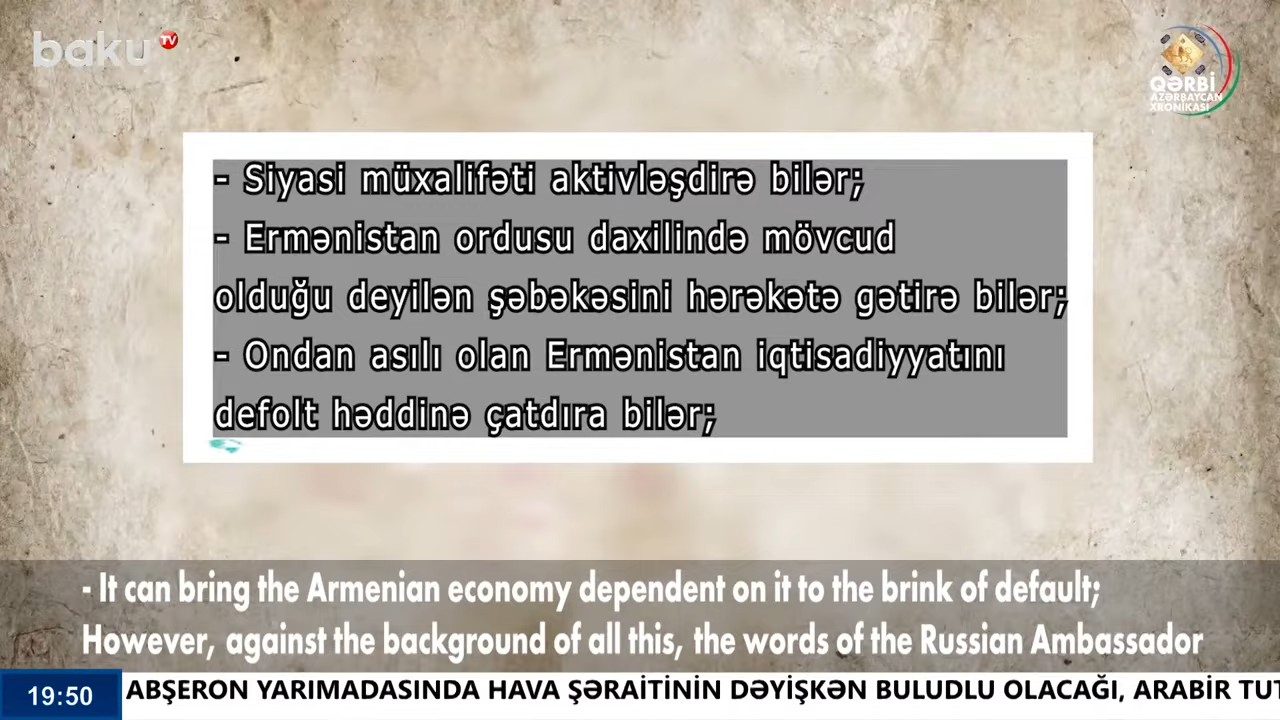 baku TV
QƏRBİ
AZƏRBAYCAN
XRONİKASI
- Siyasi müxalifəti aktivləşdirə bilər;
- Ermənistan ordusu daxilində mövcud
olduğu deyilən şəbəkəsini hərəkətə gətirə bilər;
- Ondan asılı olan Ermənistan iqtisadiyyatını
defolt həddinə çatdıra bilər;
- It can bring the Armenian economy dependent on it to the brink of default;
However, against the background of all this, the words of the Russian Ambassador
19:50 ABŞERON YARIMADASINDA HAVA ŞƏRAİTİNİN DƏYİŞKƏN BULUDLU OLACAĞI, ARABİR TUT